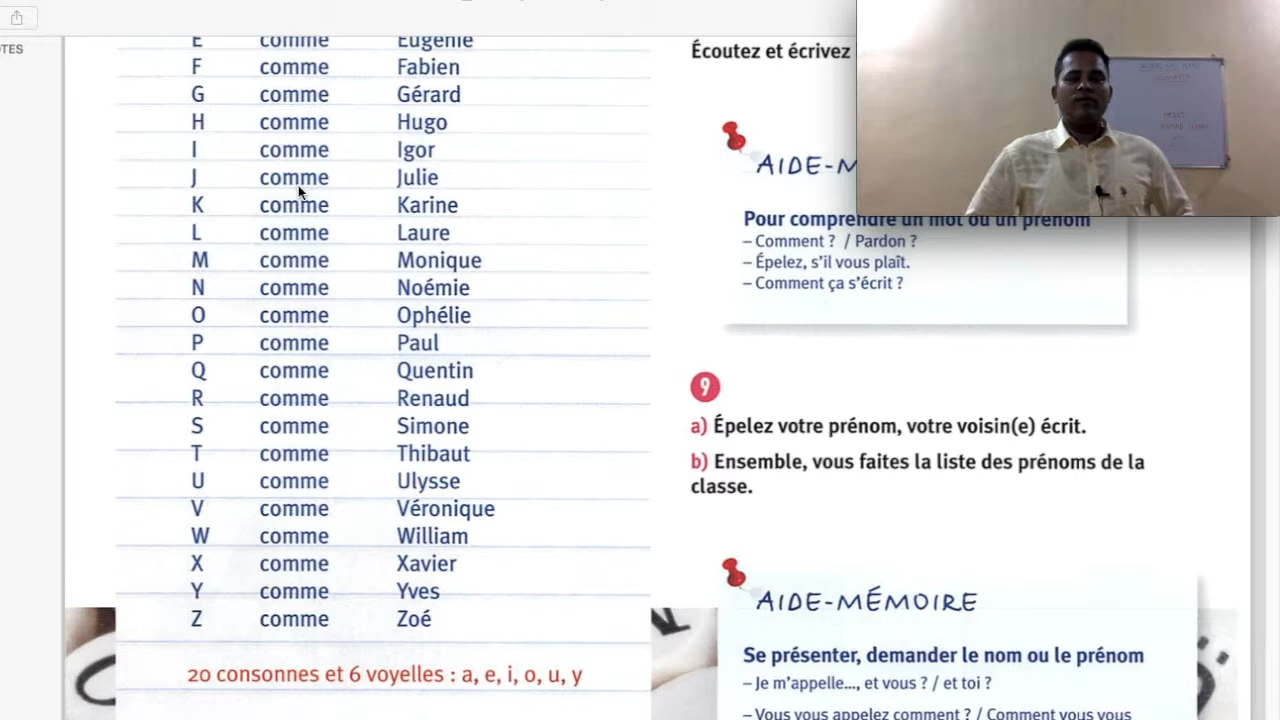 OTES
E comme Eugénie
F comme Fabien
G comme Gérard
H comme Hugo
I comme Igor
J comme Julie
K comme Karine
L comme Laure
M comme Monique
N comme Noémie
O comme Ophélie
P comme Paul
Q comme Quentin
R comme Renaud
S comme Simone
T comme Thibaut
U comme Ulysse
V comme Véronique
W comme William
X comme Xavier
Y comme Yves
Z comme Zoé
20 consonnes et 6 voyelles : a, e, i, o, u, y
Écoutez et écrivez
AIDE-M
Pour comprendre un mot ou un prénom
– Comment ? / Pardon ?
– Épelez, s'il vous plaît.
– Comment ça s'écrit ?
9
a) Épelez votre prénom, votre voisin(e) écrit.
b) Ensemble, vous faites la liste des prénoms de la
classe.
AIDE-MÉMOIRE
Se présenter, demander le nom ou le prénom
– Je m'appelle..., et vous ? / et toi ?
– Vous vous appelez comment ? / Comment vous vous